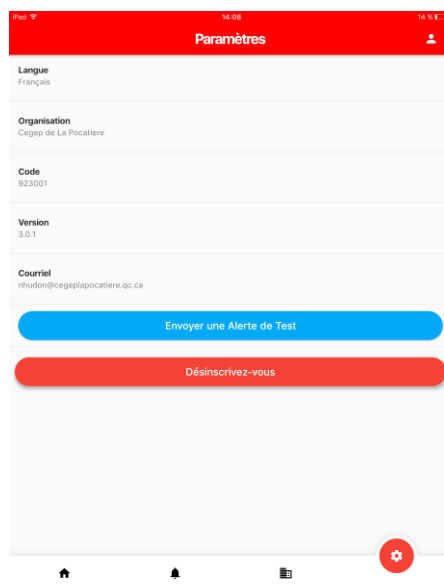 iPad 14:08 14 %
Paramètres
Langue
Français
Organisation
Cegep de La Pocatiere
Code
923001
Version
3.0.1
Courriel
nhudon@cegeplapocatiere.qc.ca
Envoyer une Alerte de Test
Désinscrivez-vous